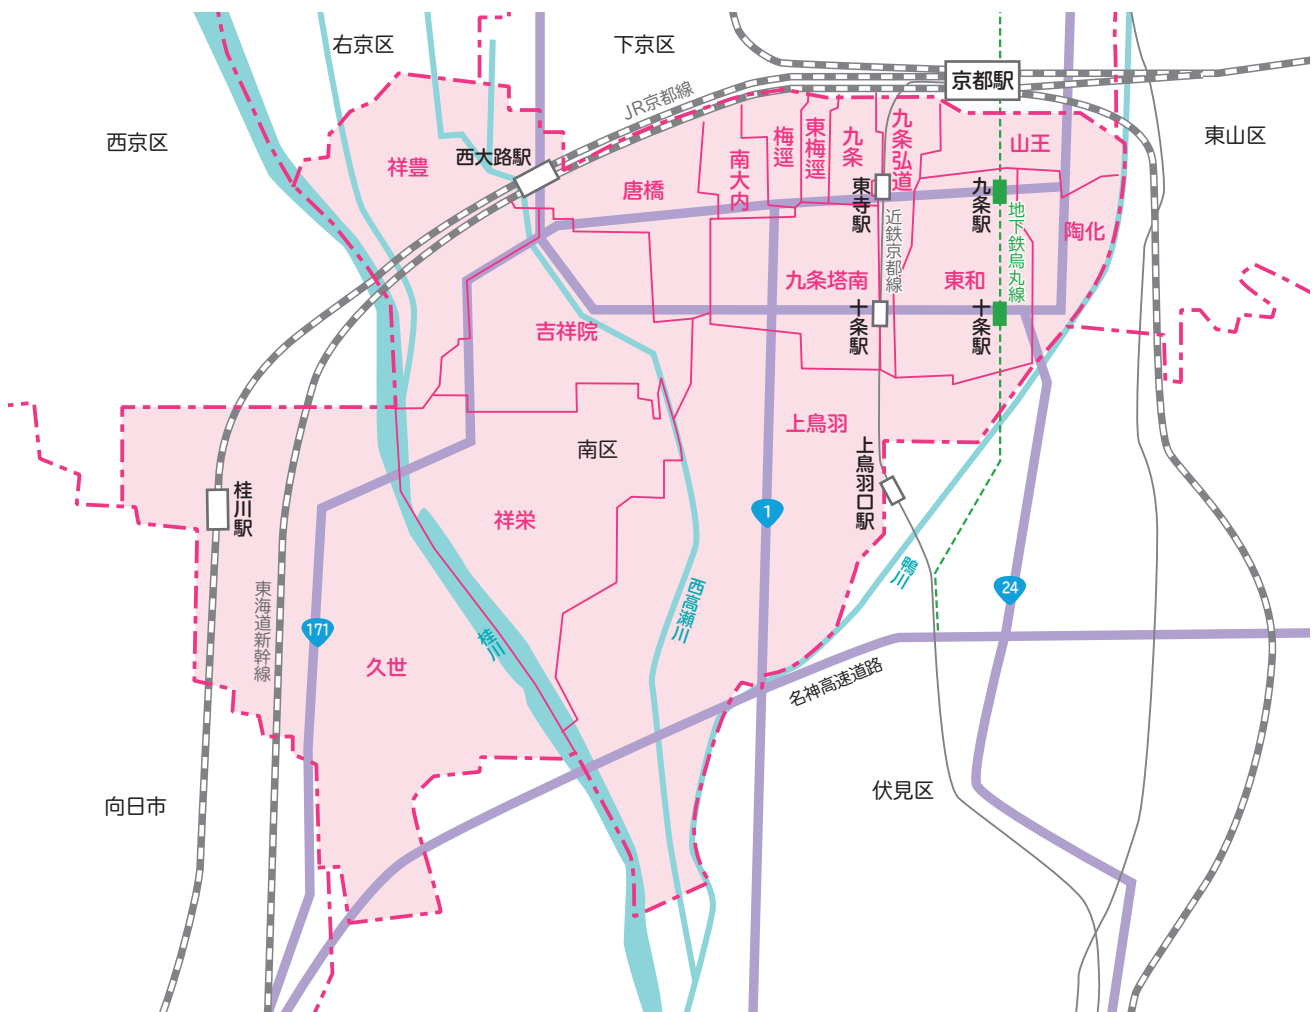 右京区
下京区
京都駅
JR京都線
西京区
東山区
西大路駅
祥豊
唐橋
南大内
梅逕
東梅逕
九条
九条弘道
山王
東寺駅
九条駅
近鉄京都線
地下鉄烏丸線
陶化
九条塔南
東和
十条駅
十条駅
吉祥院
上鳥羽
南区
上鳥羽口駅
桂川駅
祥栄
1
24
171
鴨川
西高瀬川
桂川
東海道新幹線
久世
名神高速道路
向日市
伏見区